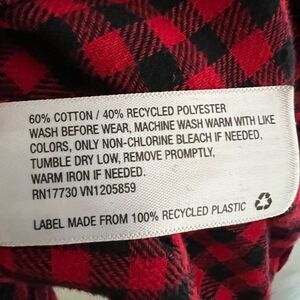 60% COTTON / 40% RECYCLED POLYESTER
WASH BEFORE WEAR, MACHINE WASH WARM WITH LIKE
COLORS, ONLY NON-CHLORINE BLEACH IF NEEDED,
TUMBLE DRY LOW, REMOVE PROMPTLY,
WARM IRON IF NEEDED.
RN17730 VN1205859
LABEL MADE FROM 100% RECYCLED PLASTIC